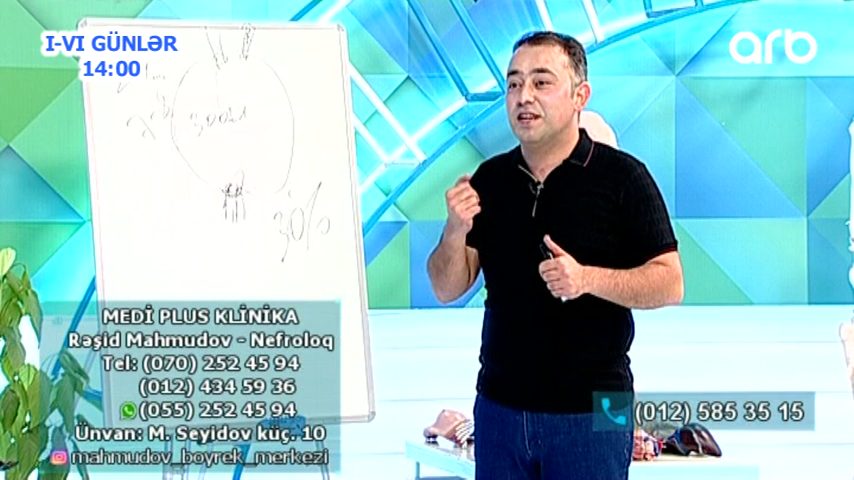 I-VI GÜNLƏR
14:00
arb
300
30%
MEDİ PLUS KLİNİKA
Rəşid Mahmudov - Nefroloq
Tel: (070) 252 45 94
(012) 434 59 36
(055) 252 45 94
Ünvan: M. Seyidov küç. 10
mahmudov_boyrek_merkezi
(012) 585 35 15